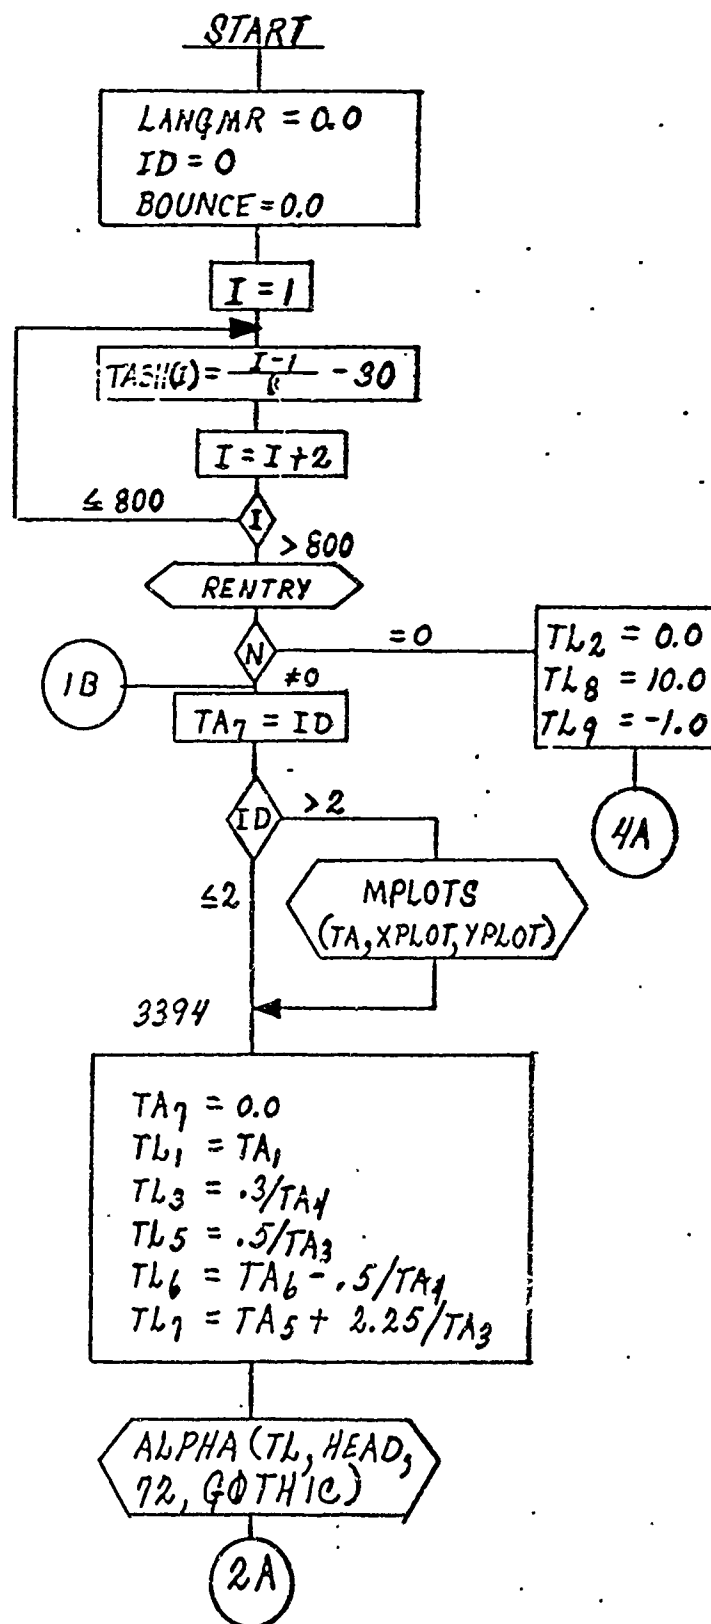 START
LANGMR = 0.0
ID = 0
BOUNCE = 0.0
I = 1
(I) = I-1 / - 30
I = I+2
≤ 800
I
> 800
RENTRY
N
= 0
≠0
1B
TL2 = 0.0
TL8 = 10.0
TL9 = -1.0
4A
TA7 = ID
ID
>2
≤2
MPLOTS
(TA, XPLOT, YPLOT)
3394
TA7 = 0.0
TL1 = TA1
TL3 = .3/TA4
TL5 = .5/TA3
TL6 = TA6 - .5/TA4
TL7 = TA5 + 2.25/TA3
ALPHA (TL, HEAD,
72, GØTHIC)
2A